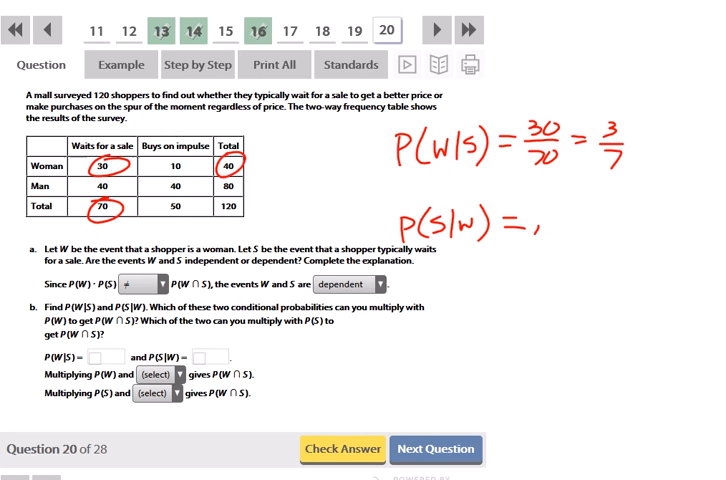 11 12 13 14 15 16 17 18 19 20
Question Example Step by Step Print All Standards
A mall surveyed 120 shoppers to find out whether they typically wait for a sale to get a better price or
make purchases on the spur of the moment regardless of price. The two-way frequency table shows
the results of the survey.
Waits for a sale Buys on impulse Total
Woman 30 10 40
Man 40 40 80
Total 70 50 120
P(W|S) = 30/70 = 3/7
P(S|W) =
a. Let W be the event that a shopper is a woman. Let S be the event that a shopper typically waits
for a sale. Are the events W and S independent or dependent? Complete the explanation.
Since P(W) · P(S) ≠ P(W ∩ S), the events W and S are dependent .
b. Find P(W|S) and P(S|W). Which of these two conditional probabilities can you multiply with
P(W) to get P(W ∩ S)? Which of the two can you multiply with P(S) to
get P(W ∩ S)?
P(W|S) = and P(S|W) = .
Multiplying P(W) and (select) gives P(W ∩ S).
Multiplying P(S) and (select) gives P(W ∩ S).
Question 20 of 28 Check Answer Next Question
POWERED BY